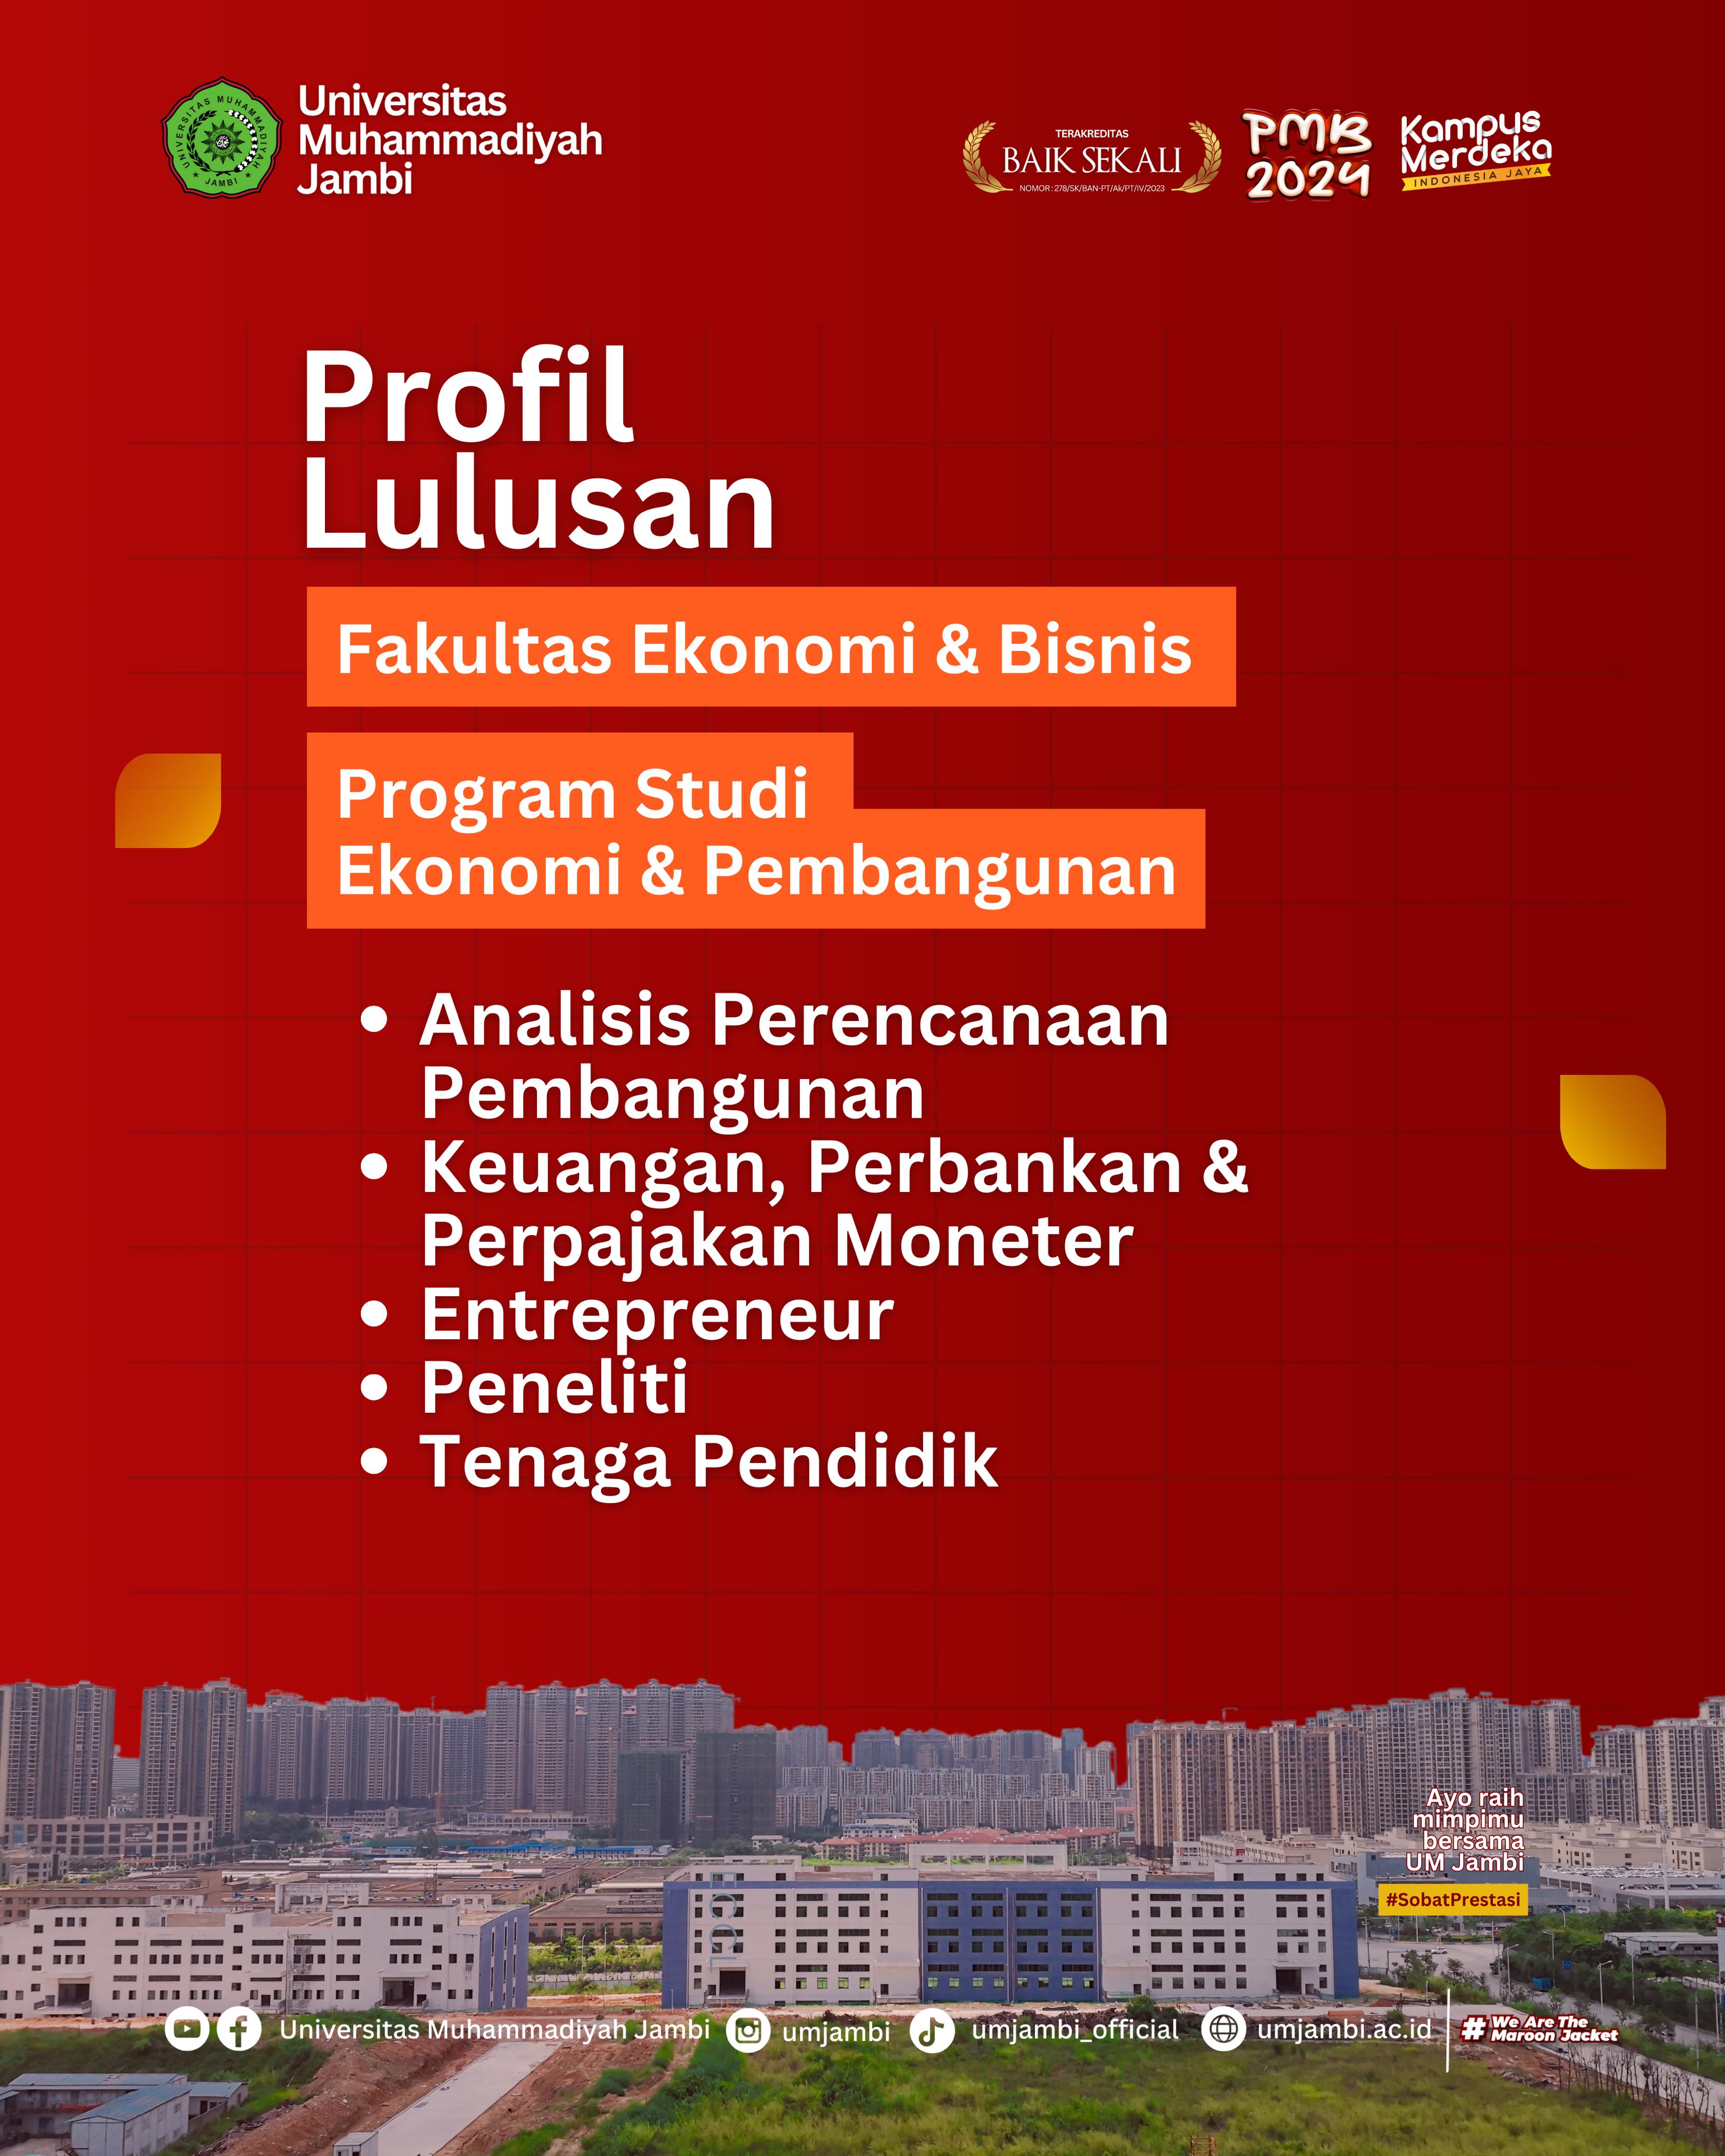 UNIVERSITAS MUHAMMADIYAH
JAMBI
Universitas
Muhammadiyah
Jambi
TERAKREDITAS
BAIK SEKALI
NOMOR : 278/SK/BAN-PT/Ak/PT/IV/2023
PMB
2024
Kampus
Merdeka
INDONESIA JAYA
Profil
Lulusan
Fakultas Ekonomi & Bisnis
Program Studi
Ekonomi & Pembangunan
• Analisis Perencanaan
Pembangunan
• Keuangan, Perbankan &
Perpajakan Moneter
• Entrepreneur
• Peneliti
• Tenaga Pendidik
Ayo raih
mimpimu
bersama
UM Jambi
#SobatPrestasi
Universitas Muhammadiyah Jambi
umjambi
umjambi_official
umjambi.ac.id
# We Are The
Maroon Jacket